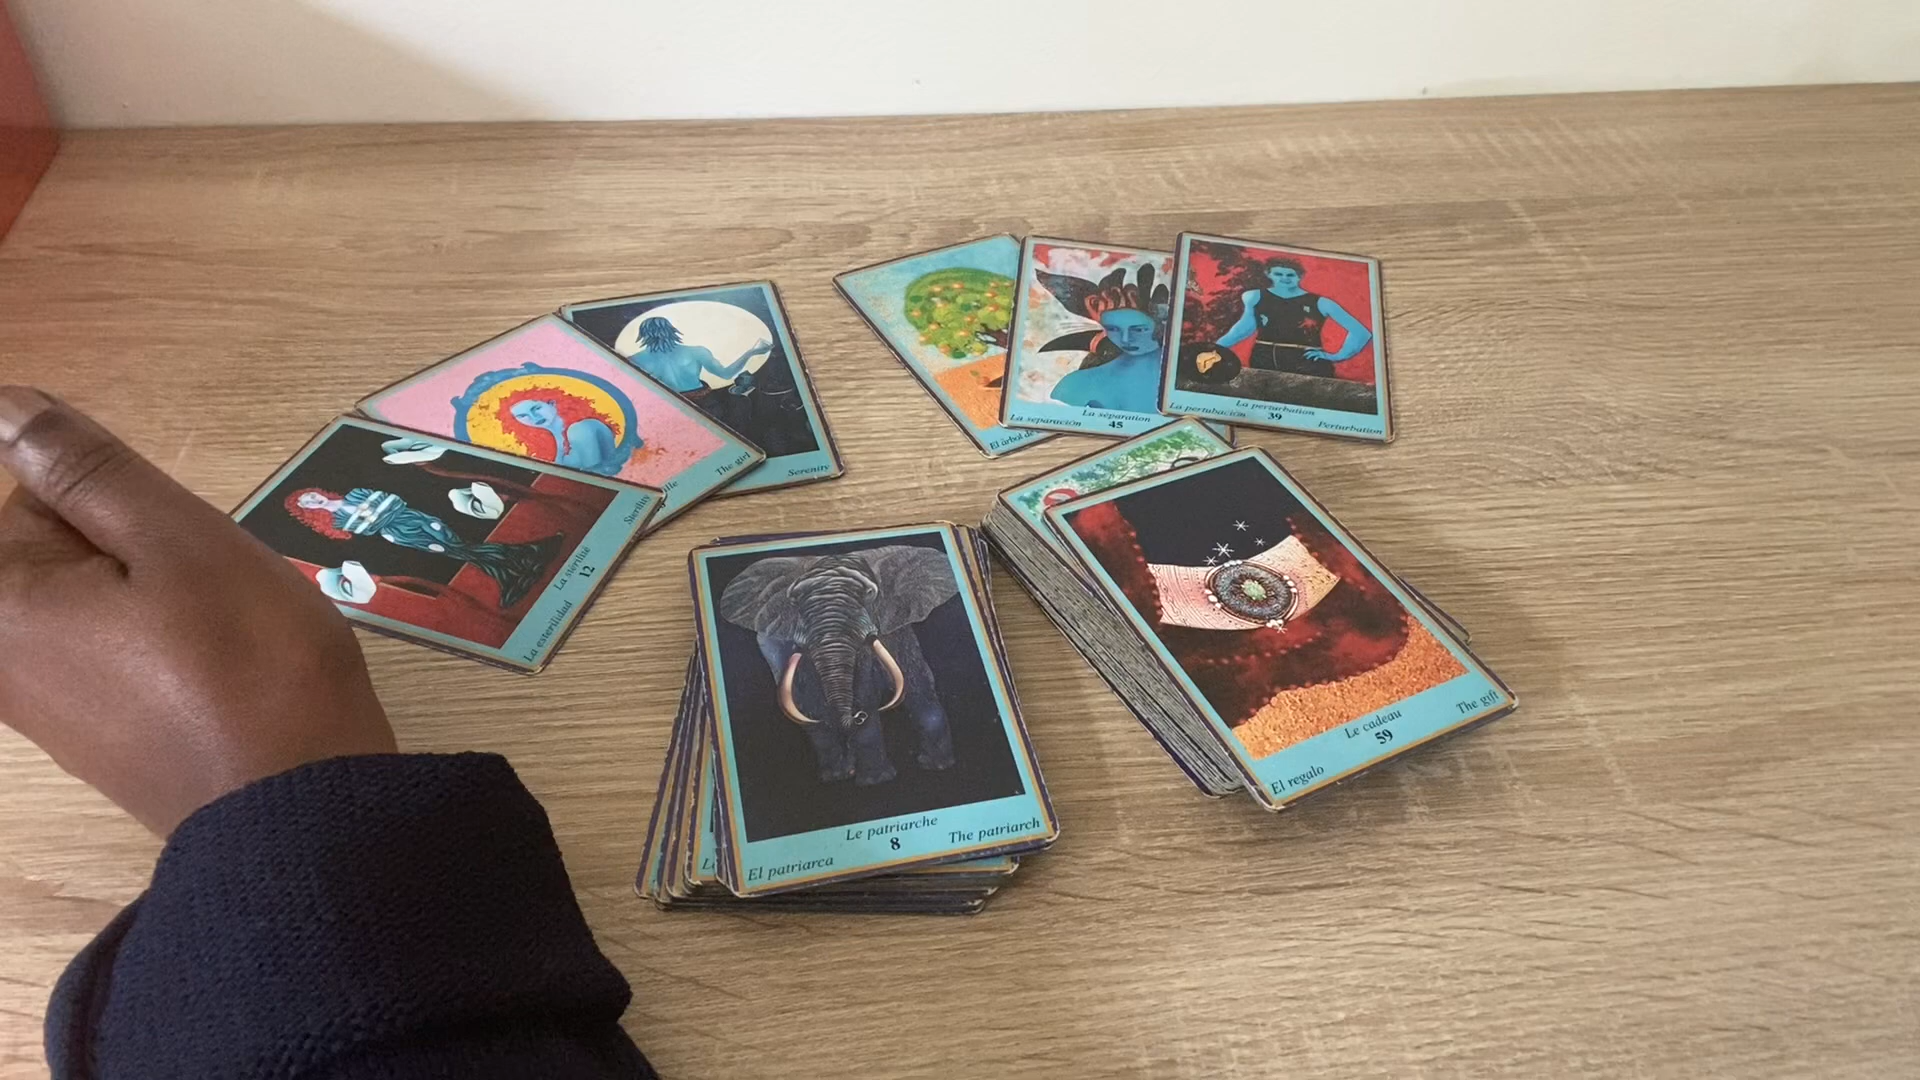 Serenity
The girl
La esterilidad
La stérilité
12
Sterility
El árbol de
La separación
La séparation
45
La pertubación
La perturbation
39
Perturbation
El patriarca
Le patriarche
8
The patriarch
El regalo
Le cadeau
59
The gift